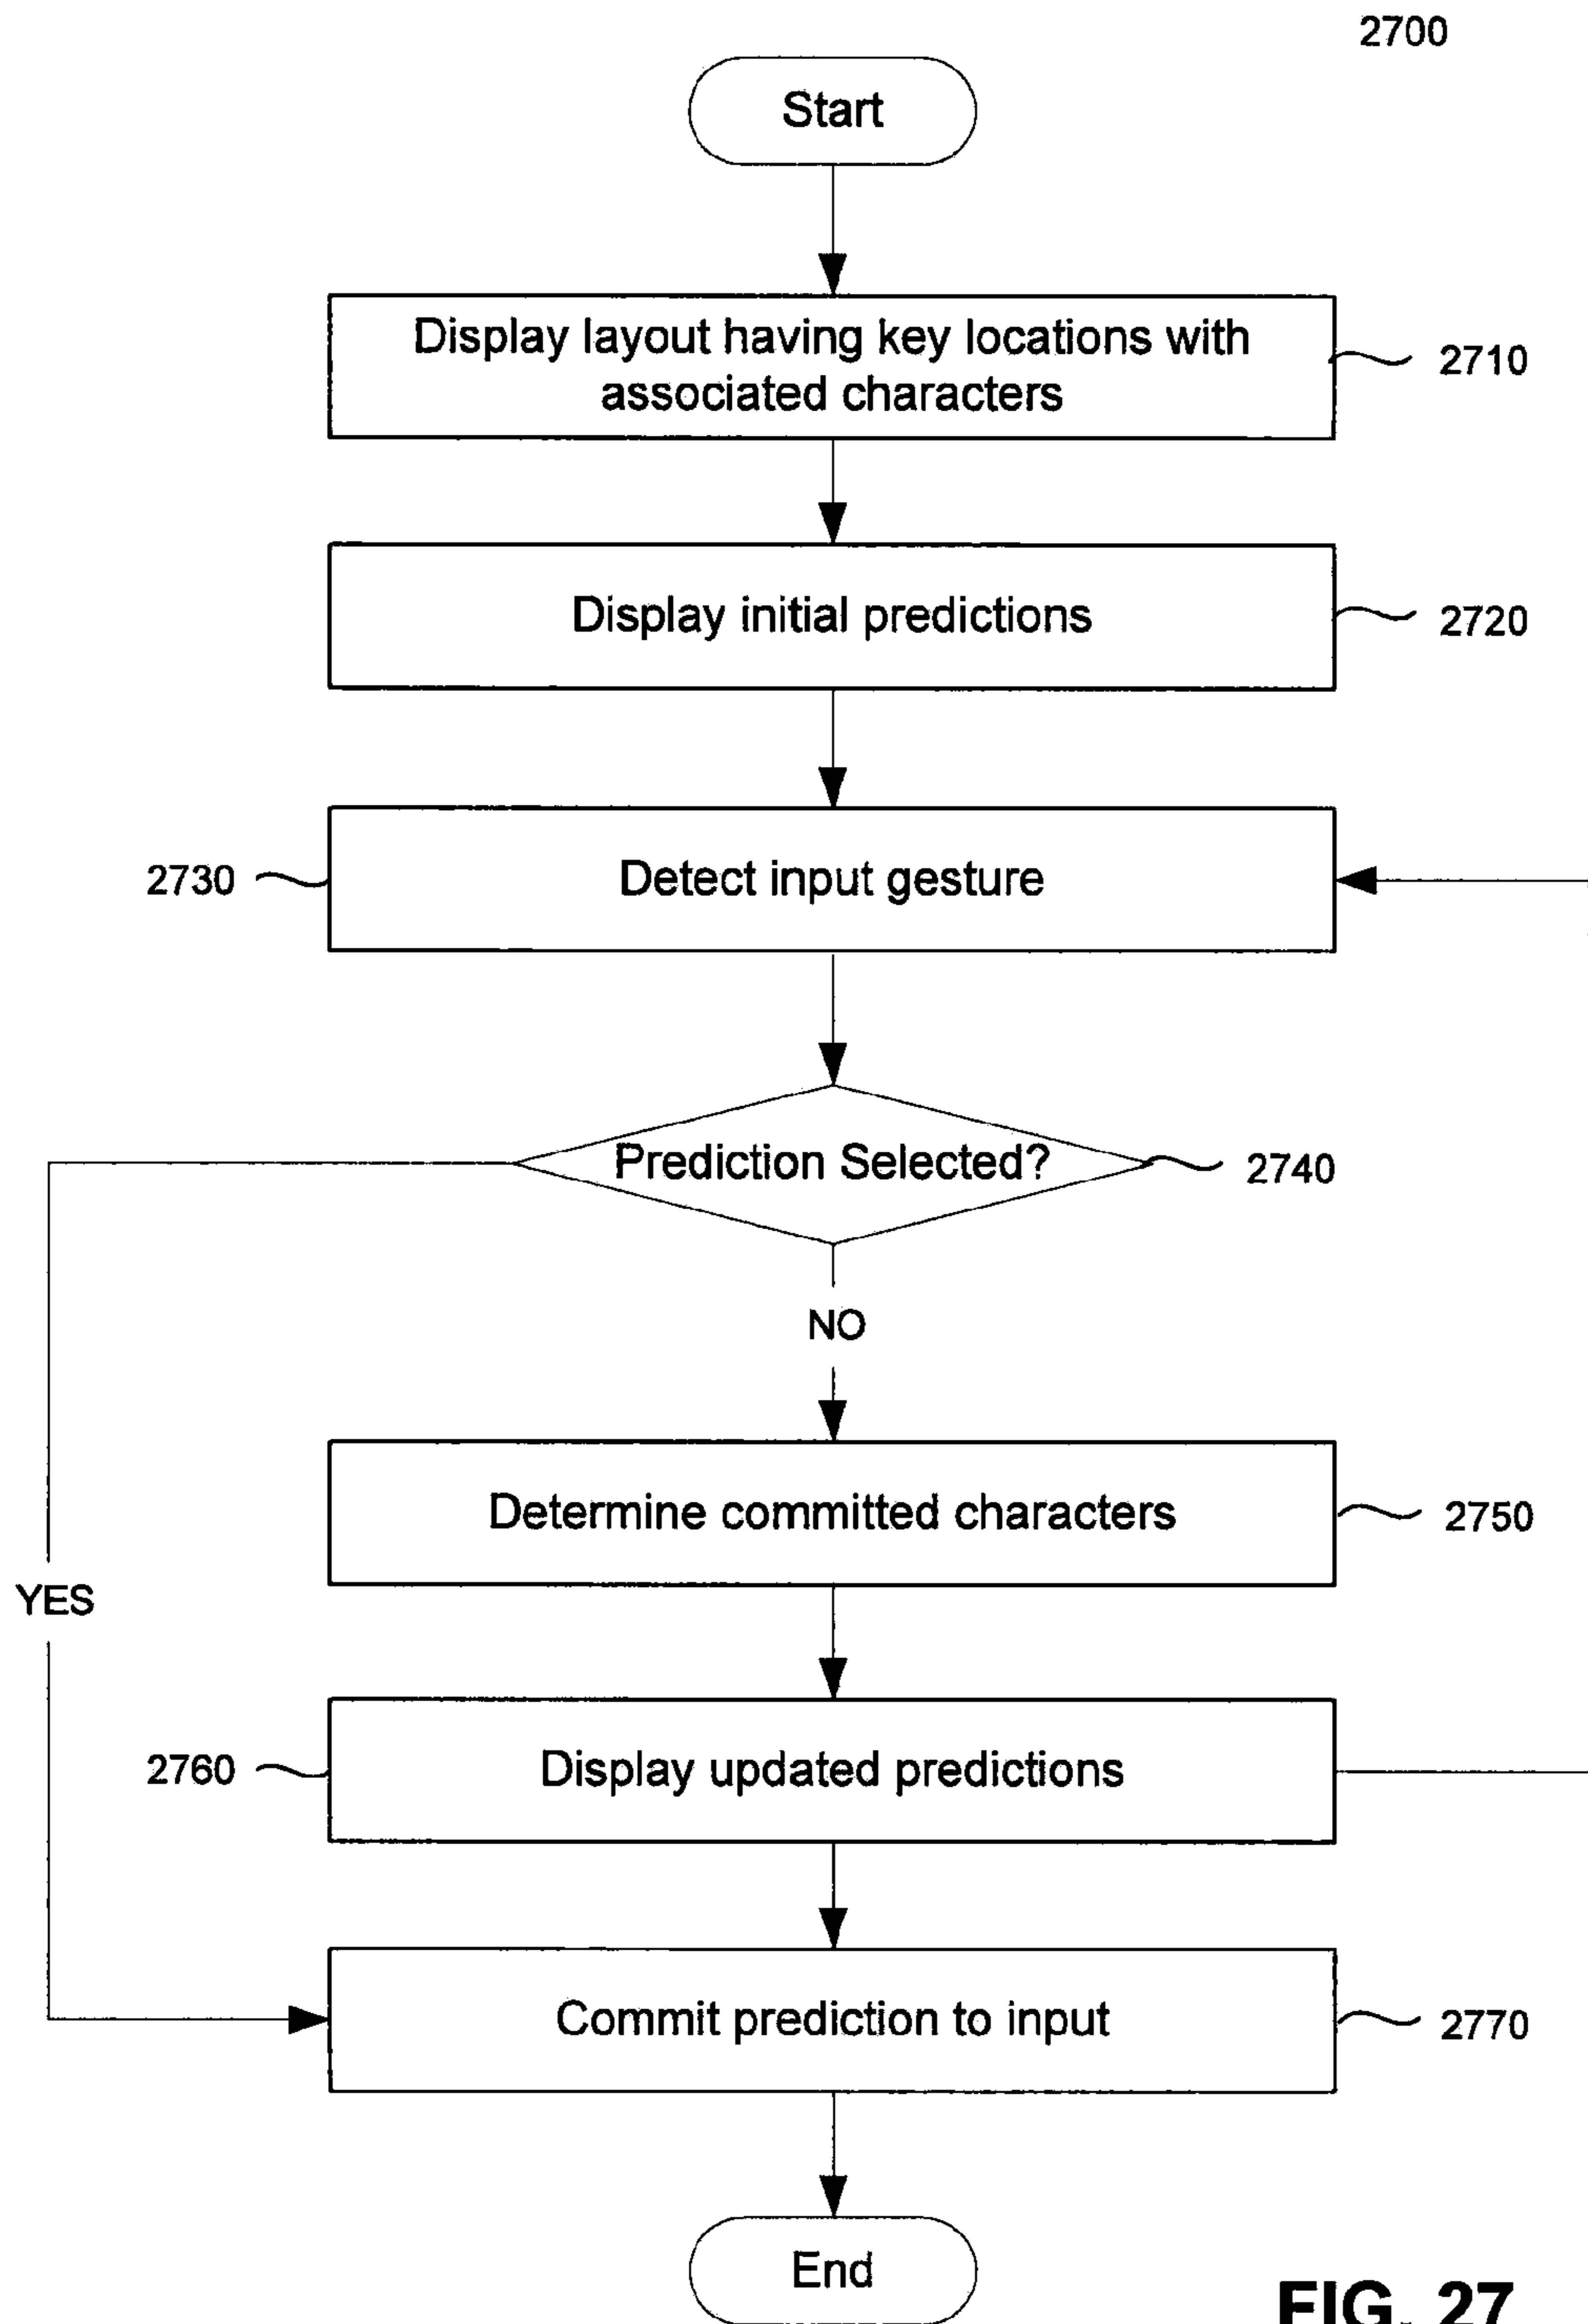 2700
Start
Display layout having key locations with
associated characters
2710
Display initial predictions
2720
2730
Detect input gesture
Prediction Selected?
2740
NO
Determine committed characters
2750
YES
2760
Display updated predictions
Commit prediction to input
2770
End
FIG. 27